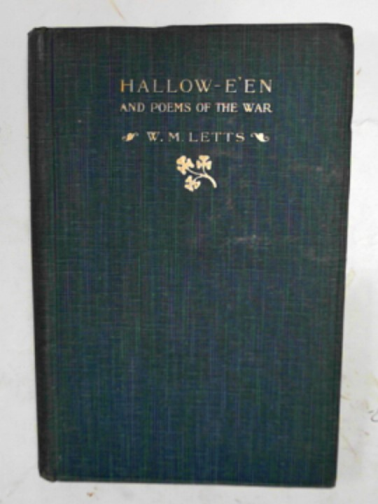 HALLOW-E'EN
AND POEMS OF THE WAR
W. M. LETTS